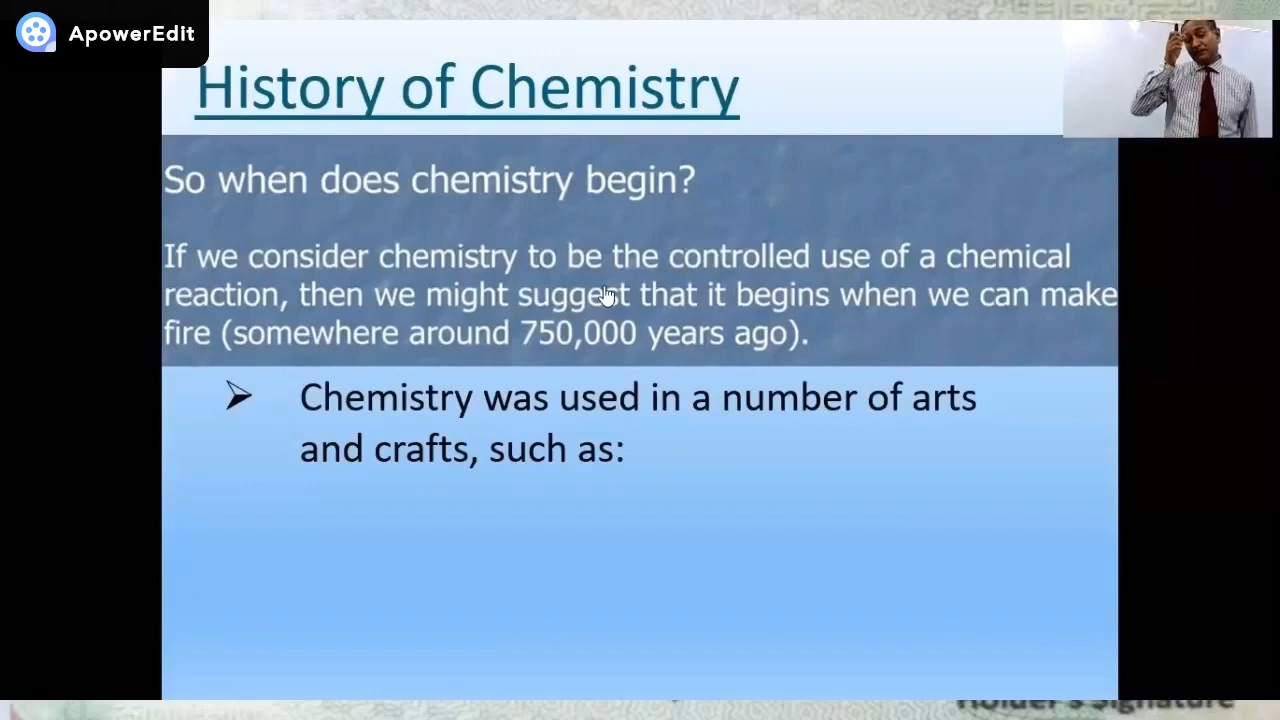 ApowerEdit
History of Chemistry
So when does chemistry begin?
If we consider chemistry to be the controlled use of a chemical
reaction, then we might suggest that it begins when we can make
fire (somewhere around 750,000 years ago).
➢ Chemistry was used in a number of arts
and crafts, such as:
Holder's Signature